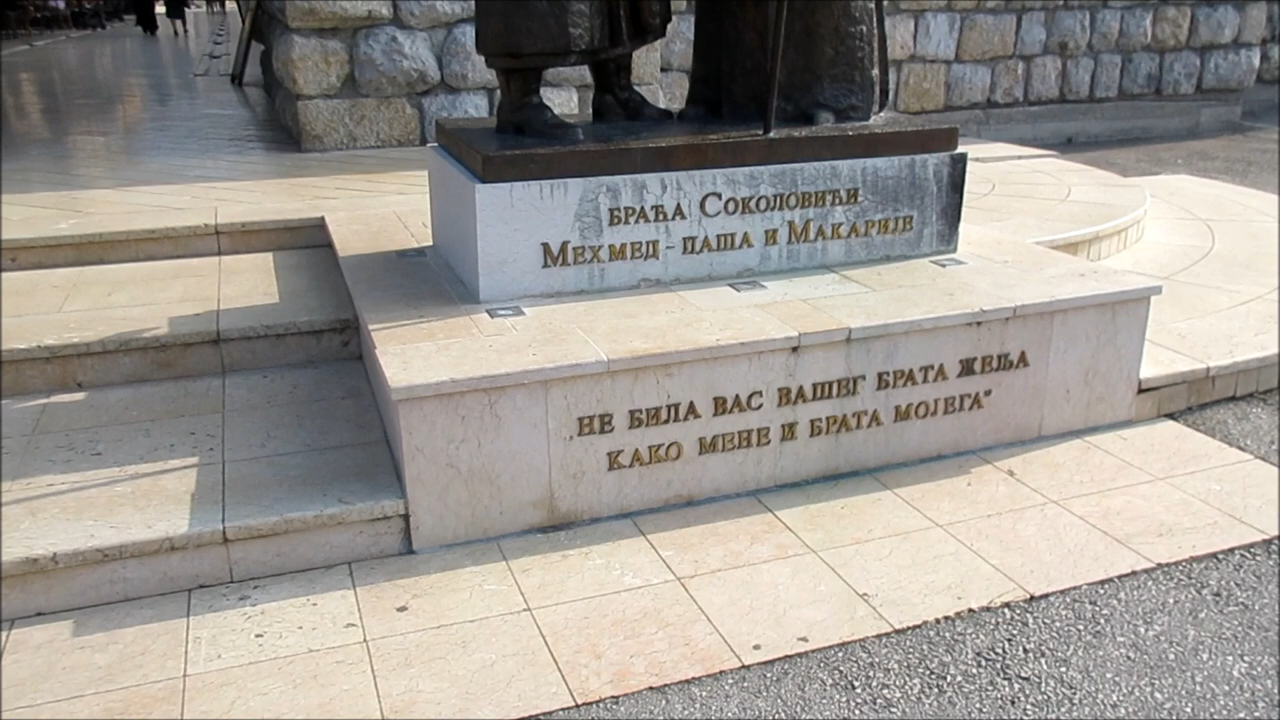 БРАЋА СОКОЛОВИЋИ
МЕХМЕД - ПАША И МАКАРИЈЕ
„НЕ БИЛА ВАС ВАШЕГ БРАТА ЖЕЉА
КАКО МЕНЕ И БРАТА МОЈЕГА”